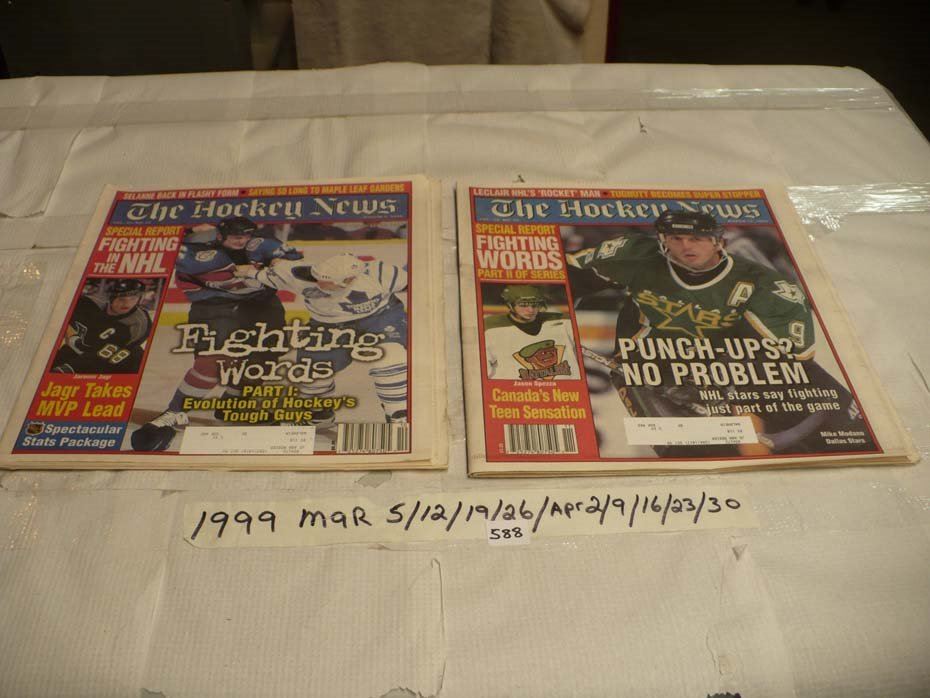 SELANNE BACK IN FLASHY FORM • SAYING SO LONG TO MAPLE LEAF GARDENS
The Hockey News
SPECIAL REPORT
FIGHTING
IN THE NHL
Jaromir Jagr
Jagr Takes
MVP Lead
Spectacular
Stats Package
Fighting
Words
PART I:
Evolution of Hockey's
Tough Guys
LECLAIR NHL'S 'ROCKET' MAN • TUGNUTT BECOMES SUPER STOPPER
The Hockey News
SPECIAL REPORT
FIGHTING
WORDS
PART II OF SERIES
Jason Spezza
Canada's New
Teen Sensation
STARS
A
9
PUNCH-UPS?
NO PROBLEM
NHL stars say fighting
just part of the game
Mike Modano
Dallas Stars
1999 MAR 5/12/19/26/Apr 2/9/16/23/30
588